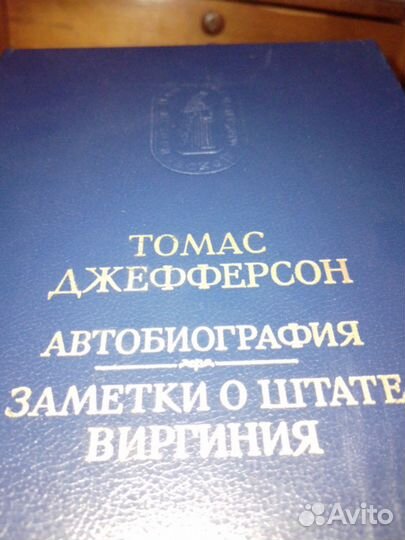 ТОМАС
ДЖЕФФЕРСОН
АВТОБИОГРАФИЯ
ЗАМЕТКИ О ШТАТЕ
ВИРГИНИЯ
Avito